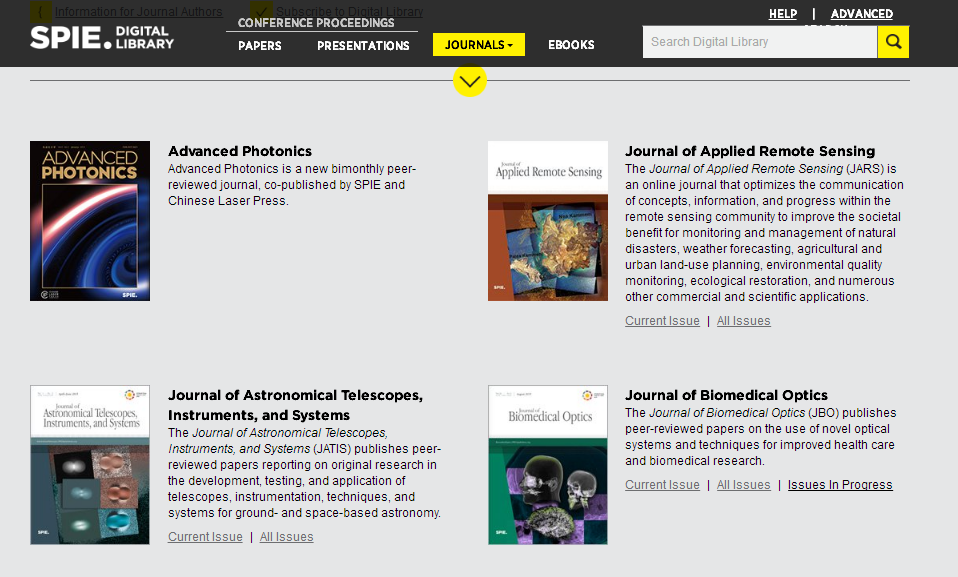 Information for Journal Authors
Subscribe to Digital Library
SPIE. DIGITAL
LIBRARY
CONFERENCE PROCEEDINGS
PAPERS
PRESENTATIONS
JOURNALS
EBOOKS
HELP | ADVANCED
Search Digital Library
ADVANCED
PHOTONICS
SPIE.
Advanced Photonics
Advanced Photonics is a new bimonthly peer-
reviewed journal, co-published by SPIE and
Chinese Laser Press.
Journal of
Applied Remote Sensing
SPIE.
Journal of Applied Remote Sensing
The Journal of Applied Remote Sensing (JARS) is
an online journal that optimizes the communication
of concepts, information, and progress within the
remote sensing community to improve the societal
benefit for monitoring and management of natural
disasters, weather forecasting, agricultural and
urban land-use planning, environmental quality
monitoring, ecological restoration, and numerous
other commercial and scientific applications.
Current Issue | All Issues
Journal of
Astronomical Telescopes,
Instruments, and Systems
SPIE.
Journal of Astronomical Telescopes,
Instruments, and Systems
The Journal of Astronomical Telescopes,
Instruments, and Systems (JATIS) publishes peer-
reviewed papers reporting on original research in
the development, testing, and application of
telescopes, instrumentation, techniques, and
systems for ground- and space-based astronomy.
Current Issue | All Issues
Journal of
Biomedical Optics
SPIE.
Journal of Biomedical Optics
The Journal of Biomedical Optics (JBO) publishes
peer-reviewed papers on the use of novel optical
systems and techniques for improved health care
and biomedical research.
Current Issue | All Issues | Issues In Progress